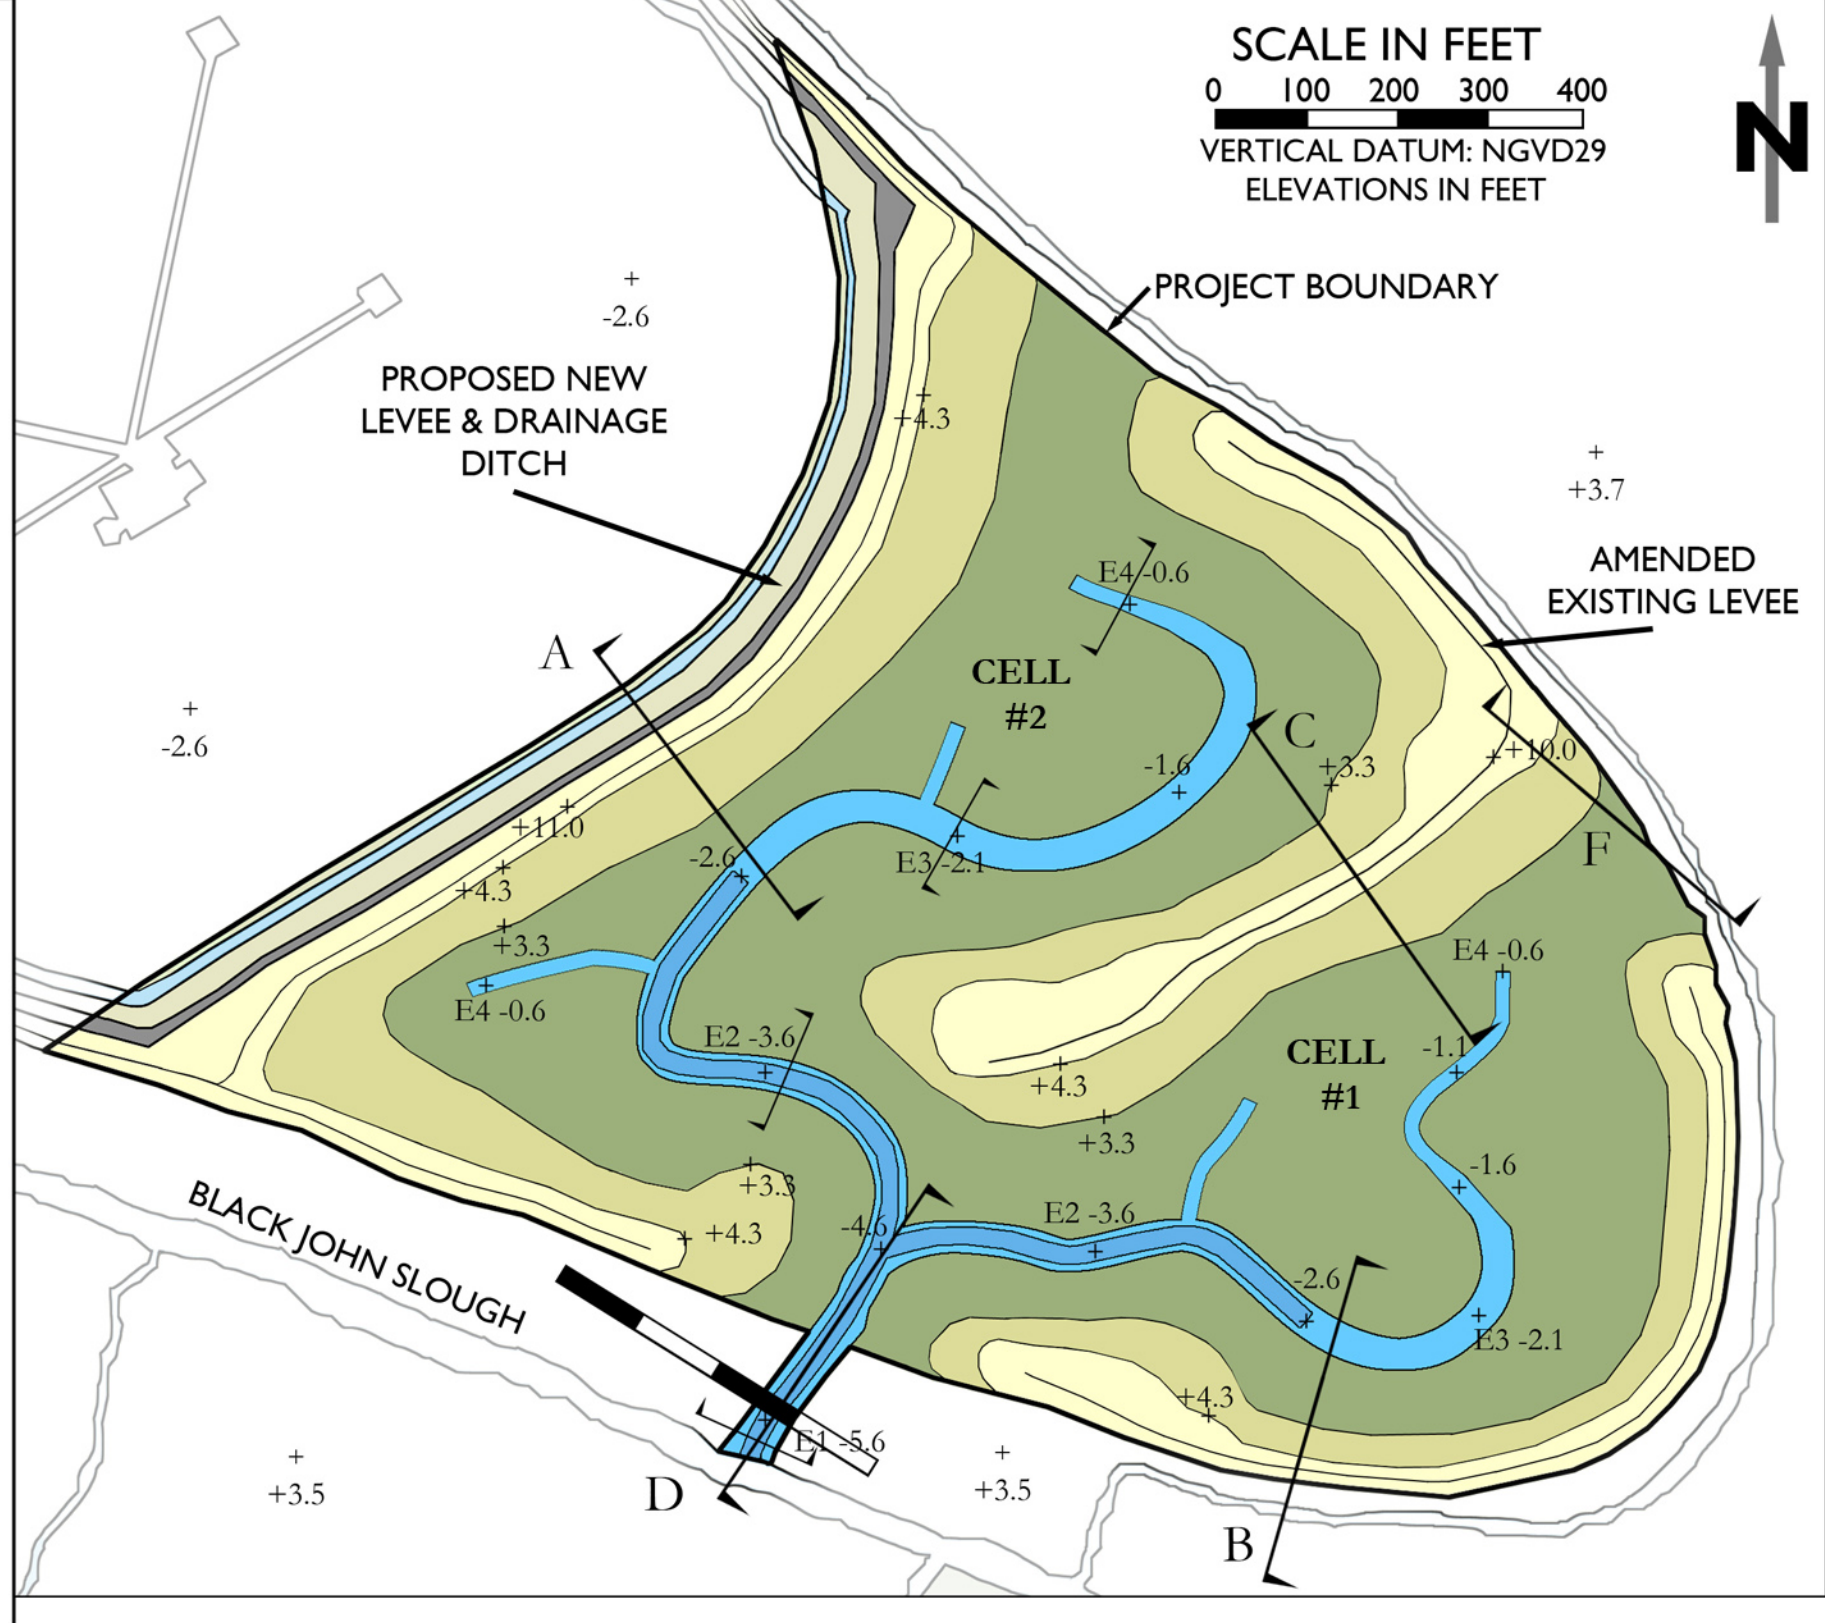 SCALE IN FEET
0 100 200 300 400
VERTICAL DATUM: NGVD29
ELEVATIONS IN FEET
N
PROJECT BOUNDARY
-2.6
PROPOSED NEW
LEVEE & DRAINAGE
DITCH
+4.3
+3.7
AMENDED
EXISTING LEVEE
E4 -0.6
A
CELL
#2
C
-2.6
-1.6
+3.3
+10.0
+11.0
F
-2.6
E3 -2.1
+4.3
+3.3
E4 -0.6
E4 -0.6
E2 -3.6
CELL
#1
-1.1
+4.3
+3.3
-1.6
+3.3
BLACK JOHN SLOUGH
+4.3
-4.6
E2 -3.6
-2.6
E3 -2.1
+4.3
E1 -5.6
D
+3.5
+3.5
B